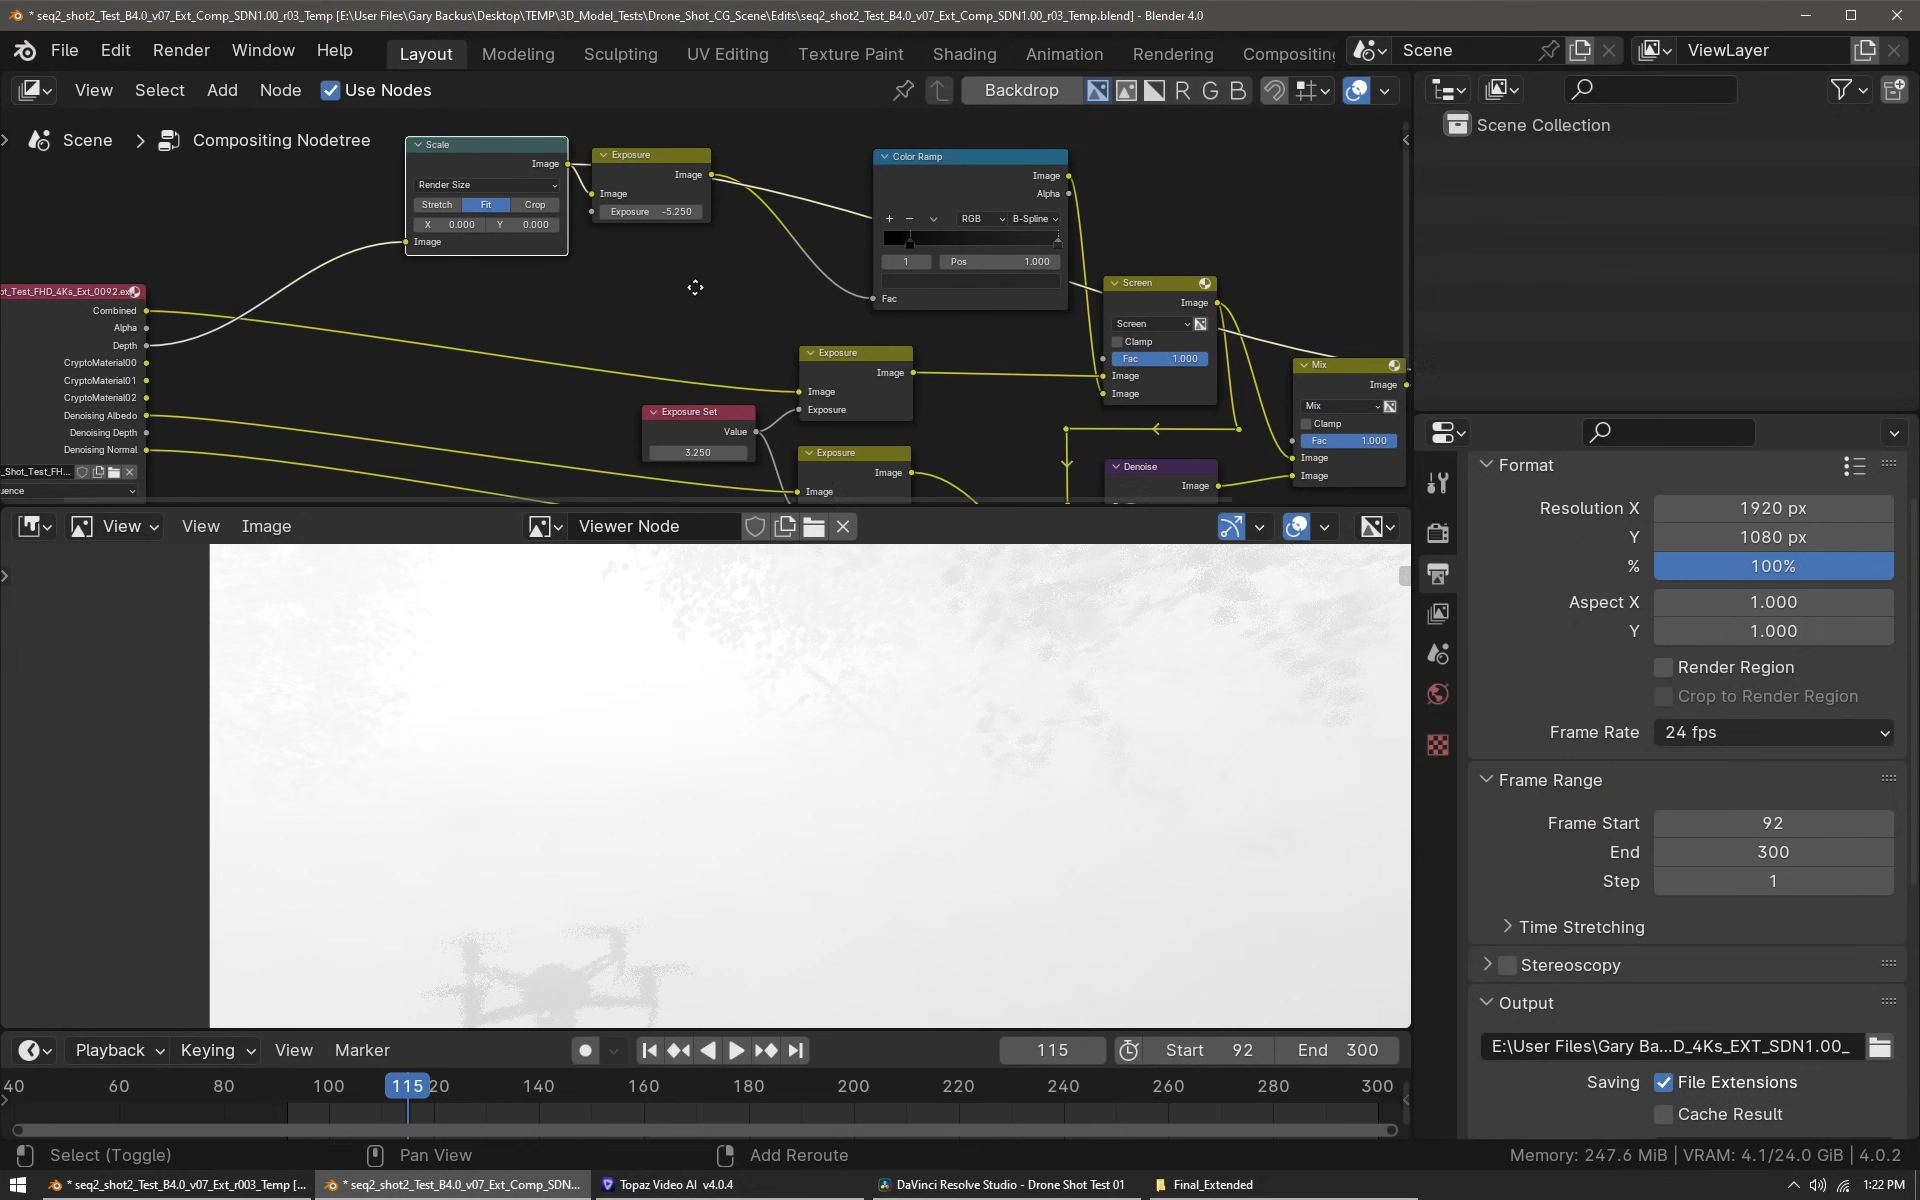 * seq2_shot2_Test_B4.0_v07_Ext_Comp_SDN1.00_r03_Temp [E:\User Files\Gary Backus\Desktop\TEMP\3D_Model_Tests\Drone_Shot_CG_Scene\Edits\seq2_shot2_Test_B4.0_v07_Ext_Comp_SDN1.00_r03_Temp.blend] - Blender 4.0
File Edit Render Window Help Layout Modeling Sculpting UV Editing Texture Paint Shading Animation Rendering Compositing Scene ViewLayer
View Select Add Node Use Nodes Backdrop R G B
Scene > Compositing Nodetree
Scale
Image
Render Size
Stretch Fit Crop
X 0.000 Y 0.000
Image
Exposure
Image
Image
Exposure -5.250
Color Ramp
Image
Alpha
+ − RGB B-Spline
1 Pos 1.000
Fac
Screen
Image
Screen
Clamp
Fac 1.000
Image
Image
Mix
Image
Mix
Clamp
Fac 1.000
Image
Image
ot_Test_FHD_4Ks_Ext_0092.ex
Combined
Alpha
Depth
CryptoMaterial00
CryptoMaterial01
CryptoMaterial02
Denoising Albedo
Denoising Depth
Denoising Normal
_Shot_Test_FH...
uence
Exposure
Image
Image
Exposure
Exposure Set
Value
3.250
Exposure
Image
Image
Denoise
Image
Scene Collection
Format
Resolution X 1920 px
Y 1080 px
% 100%
Aspect X 1.000
Y 1.000
Render Region
Crop to Render Region
Frame Rate 24 fps
Frame Range
Frame Start 92
End 300
Step 1
Time Stretching
Stereoscopy
Output
E:\User Files\Gary Ba...D_4Ks_EXT_SDN1.00_
Saving File Extensions
Cache Result
View View Image Viewer Node
Playback Keying View Marker 115 Start 92 End 300
40 60 80 100 115 20 140 160 180 200 220 240 260 280 300
Select (Toggle) Pan View Add Reroute Memory: 247.6 MiB | VRAM: 4.1/24.0 GiB | 4.0.2
* seq2_shot2_Test_B4.0_v07_Ext_r003_Temp [... * seq2_shot2_Test_B4.0_v07_Ext_Comp_SDN... Topaz Video AI v4.0.4 DaVinci Resolve Studio - Drone Shot Test 01 Final_Extended 1:22 PM